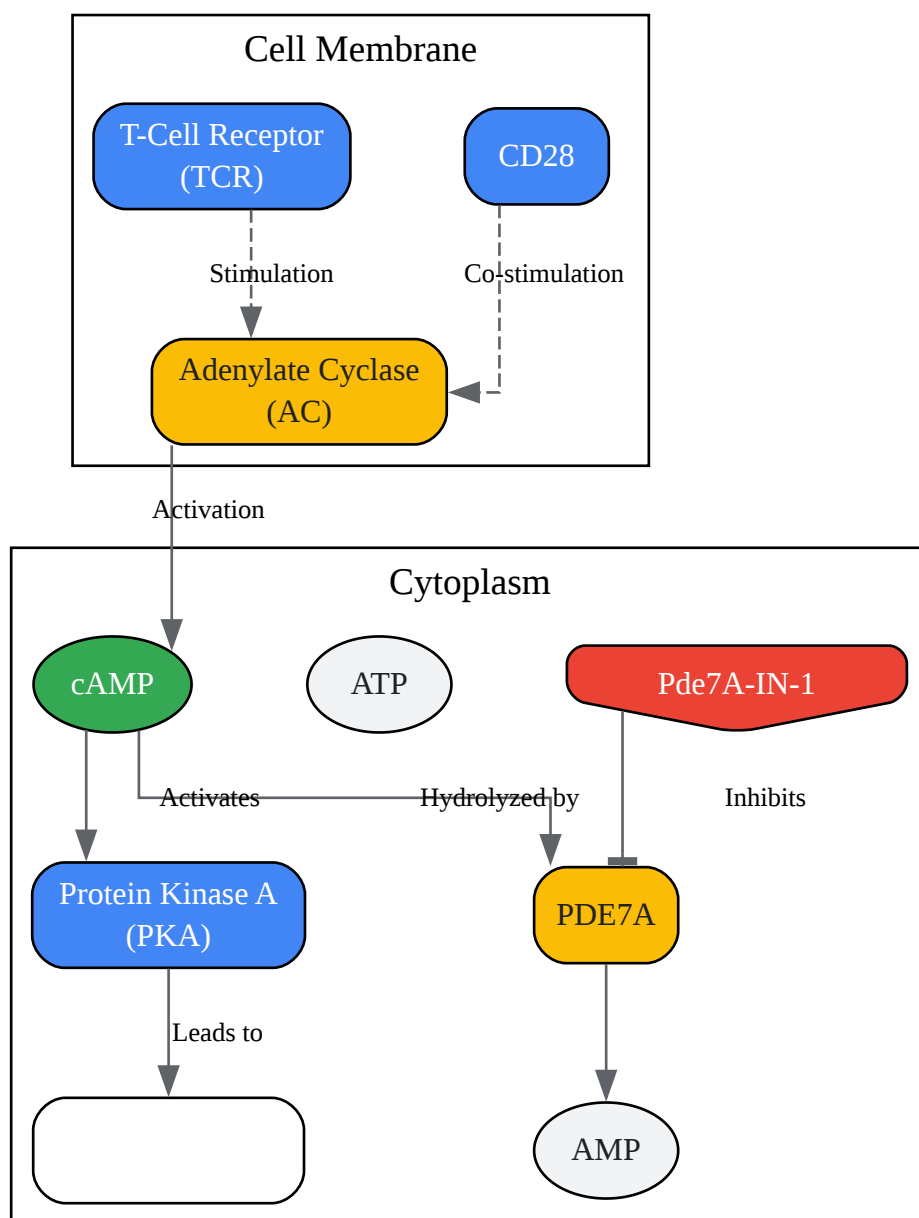 Cell Membrane
T-Cell Receptor
(TCR)
CD28
Stimulation
Co-stimulation
Adenylate Cyclase
(AC)
Activation
Cytoplasm
cAMP
ATP
Pde7A-IN-1
Activates
Hydrolyzed by
Inhibits
Protein Kinase A
(PKA)
PDE7A
Leads to
AMP